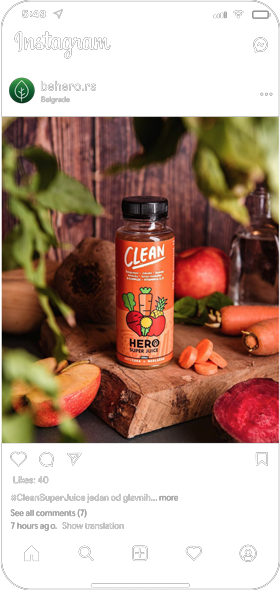 5:49
Instagram
behero.rs
Belgrade
CLEAN
HERO
SUPER JUICE
Likes: 40
@CleanSuperJuice jedan od glavnih... more
See all comments (7)
7 hours ago. Show translation